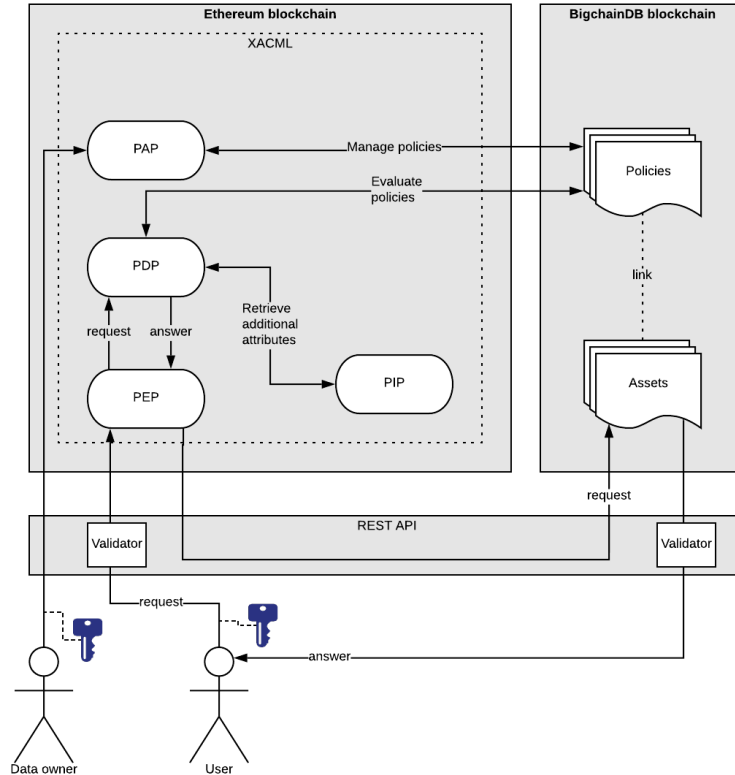 Ethereum blockchain
BigchainDB blockchain
XACML
PAP
Manage policies
Policies
Evaluate
policies
PDP
link
request
answer
Retrieve
additional
attributes
PEP
PIP
Assets
request
REST API
Validator
Validator
request
answer
Data owner
User